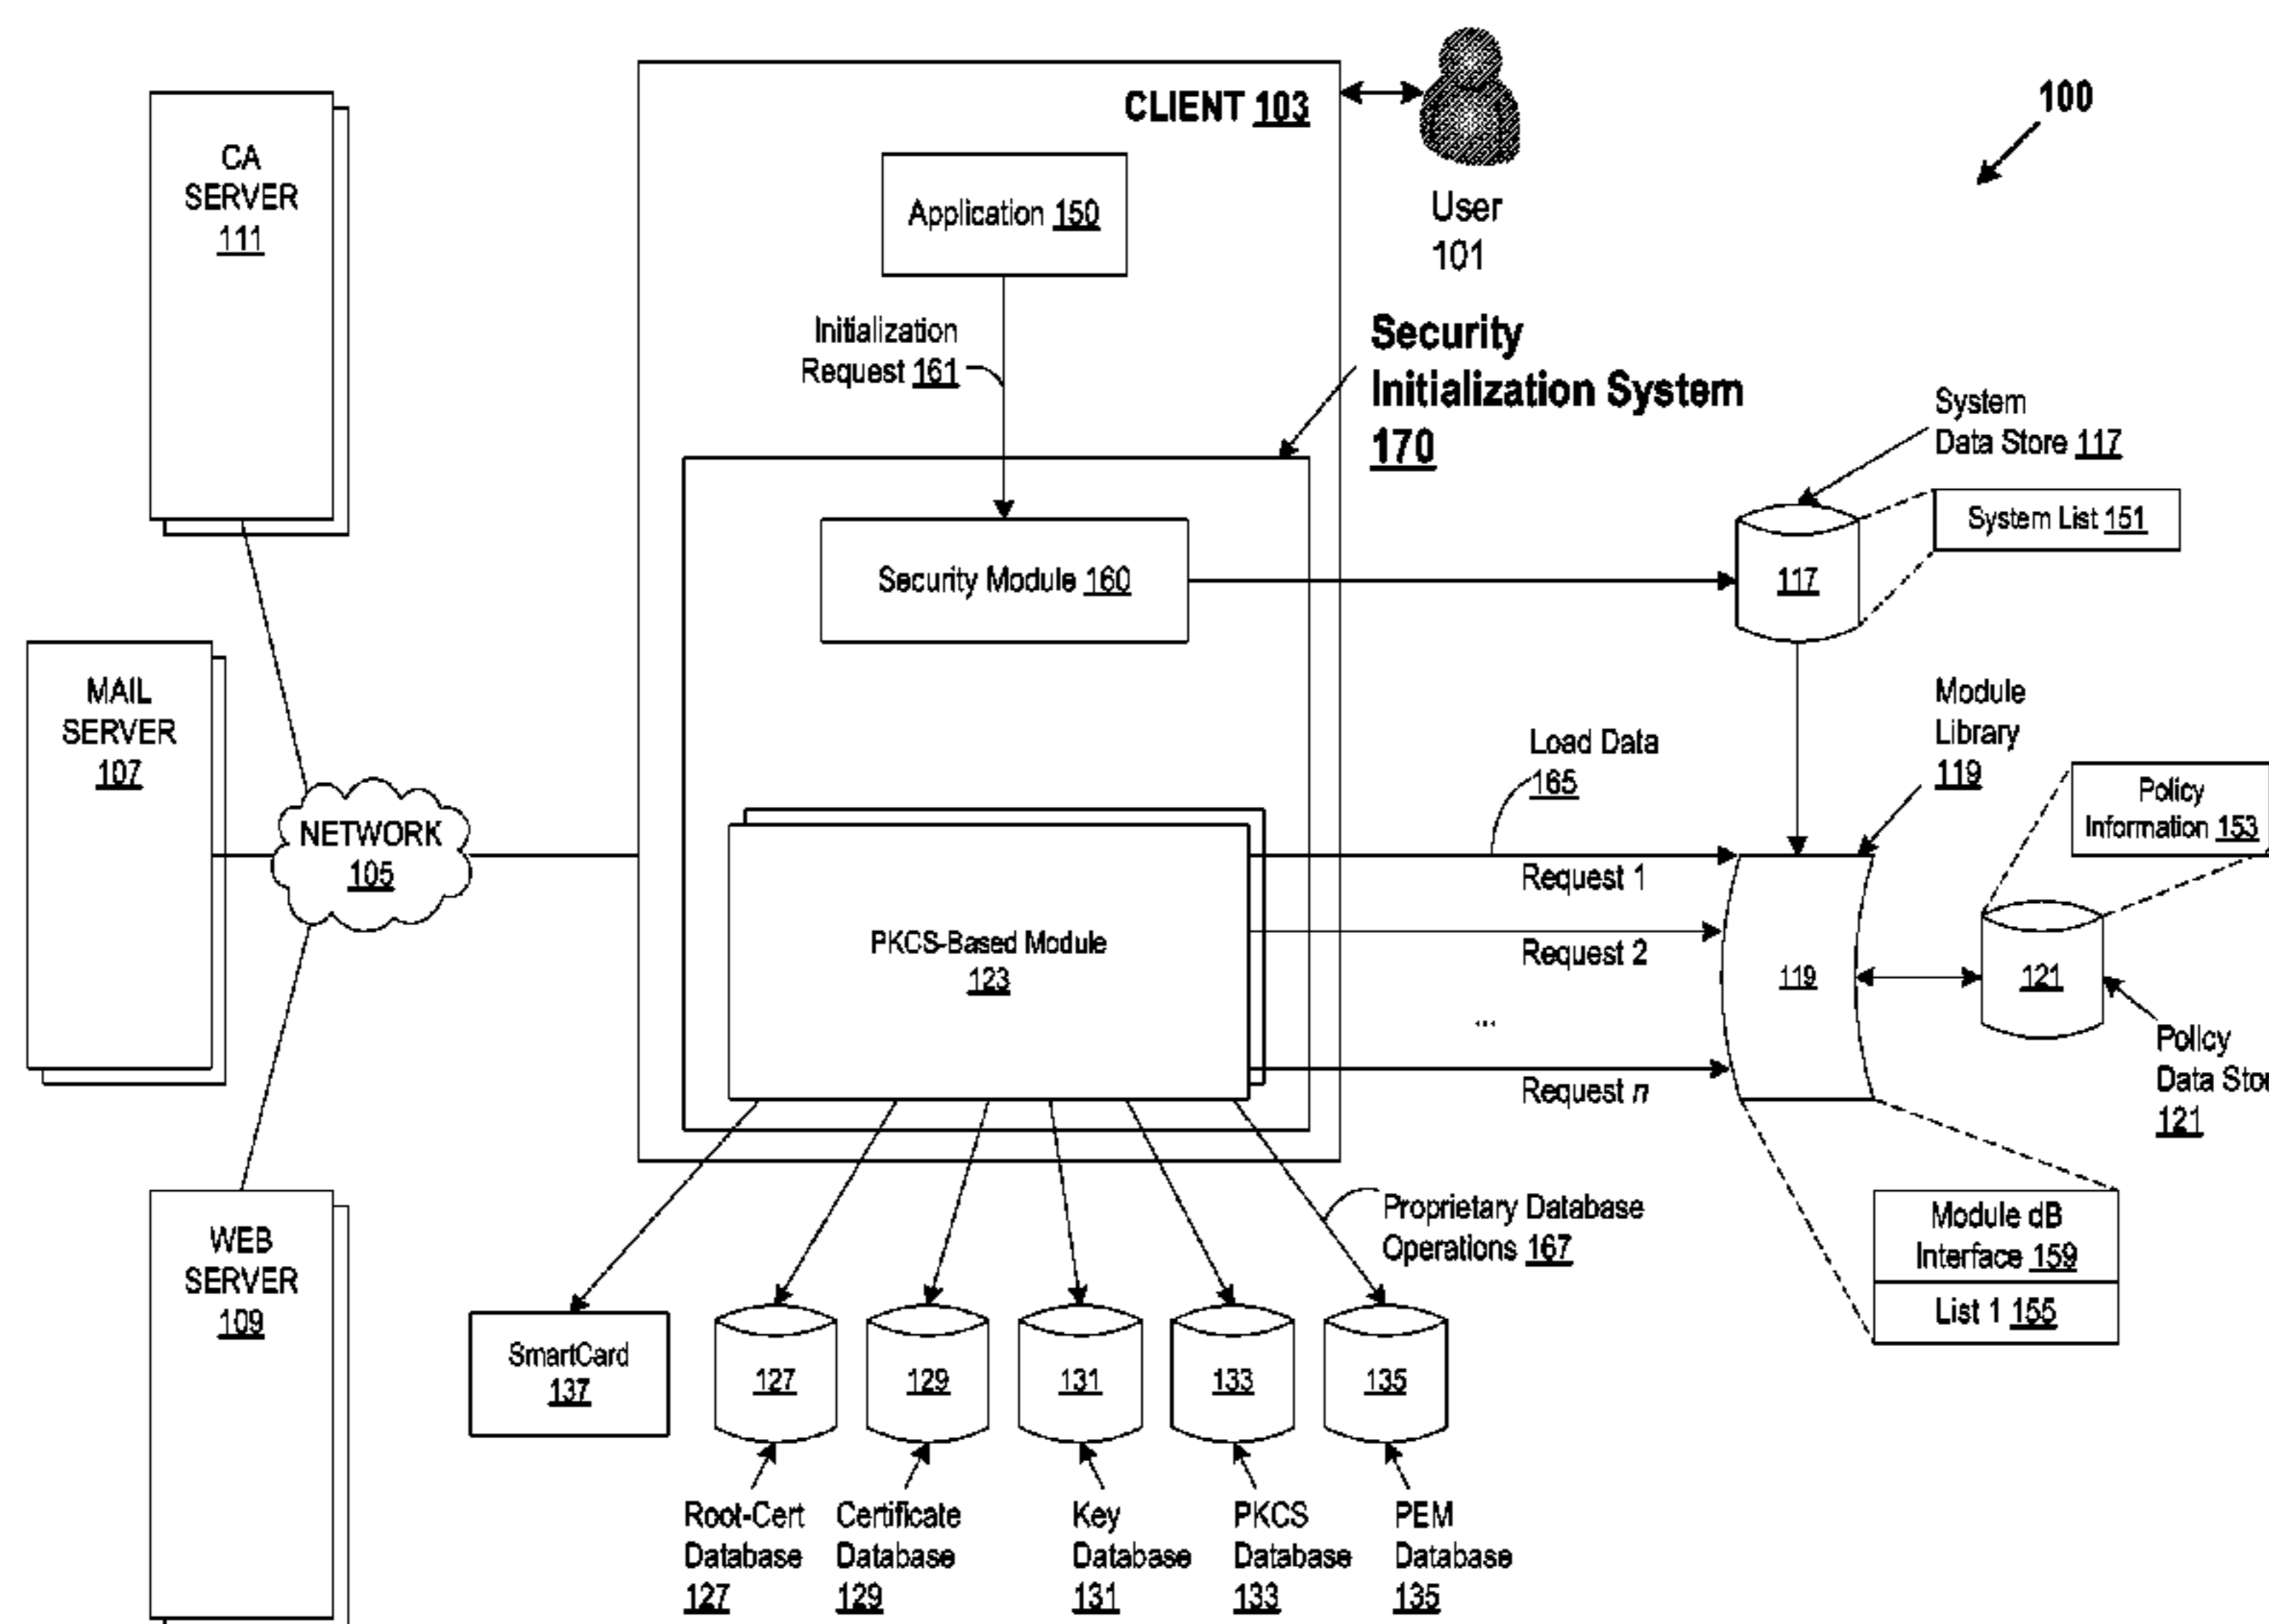 CLIENT 103
100
CA
SERVER
111
Application 150
User
101
Initialization
Request 161
Security
Initialization System
170
System
Data Store 117
System List 151
Security Module 160
117
MAIL
SERVER
107
Module
Library
119
Load Data
165
Policy
Information 153
NETWORK
105
Request 1
PKCS-Based Module
123
Request 2
119
121
...
Policy
Data Stor
121
Request n
Proprietary Database
Operations 167
Module dB
Interface 159
List 1 155
WEB
SERVER
109
SmartCard
137
127
129
131
133
135
Root-Cert
Database
127
Certificate
Database
129
Key
Database
131
PKCS
Database
133
PEM
Database
135